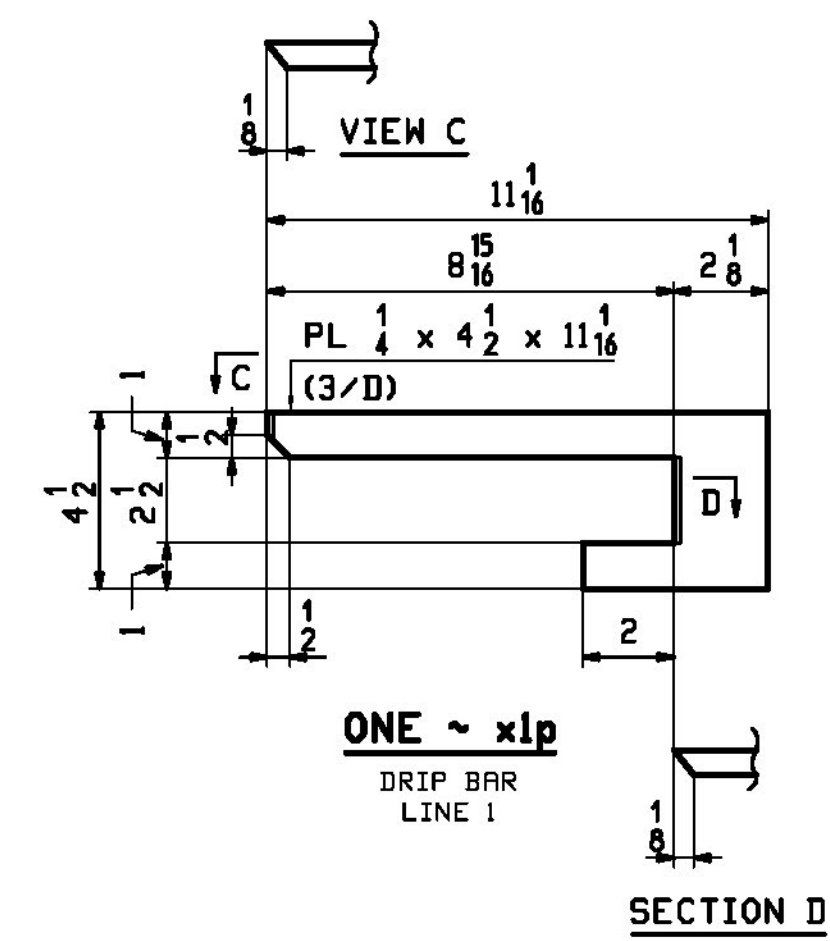 1/8
VIEW C
11 1/16
8 15/16
2 1/8
PL 1/4 x 4 1/2 x 11 1/16
(3/D)
C
1
1/2
4 1/2
2 1/2
D
1
1/2
2
ONE ~ x1p
DRIP BAR
LINE 1
1/8
SECTION D